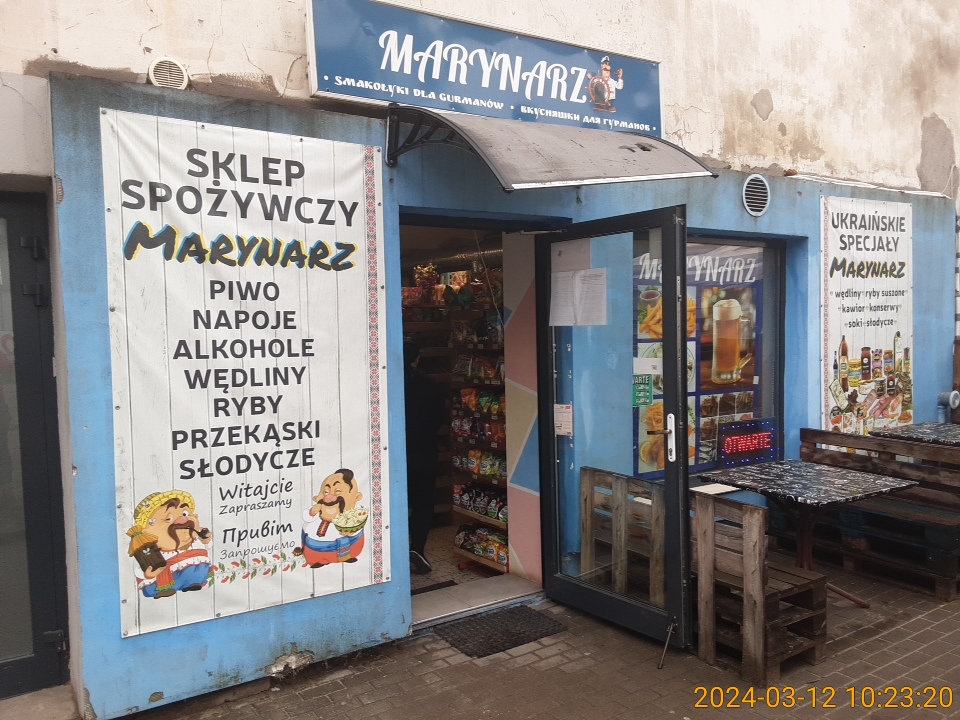 MARYNARZ
• SMAKOŁYKI DLA GURMANÓW • ВКУСНЯШКИ ДЛЯ ГУРМАНОВ •
SKLEP
SPOŻYWCZY
MARYNARZ
PIWO
NAPOJE
ALKOHOLE
WĘDLINY
RYBY
PRZEKĄSKI
SŁODYCZE
Witajcie
Zapraszamy
Привіт
Запрошуємо
MARYNARZ
OTWARTE
UKRAIŃSKIE
SPECJAŁY
MARYNARZ
wędliny ryby suszone
kawior konserwy
soki słodycze
2024-03-12 10:23:20